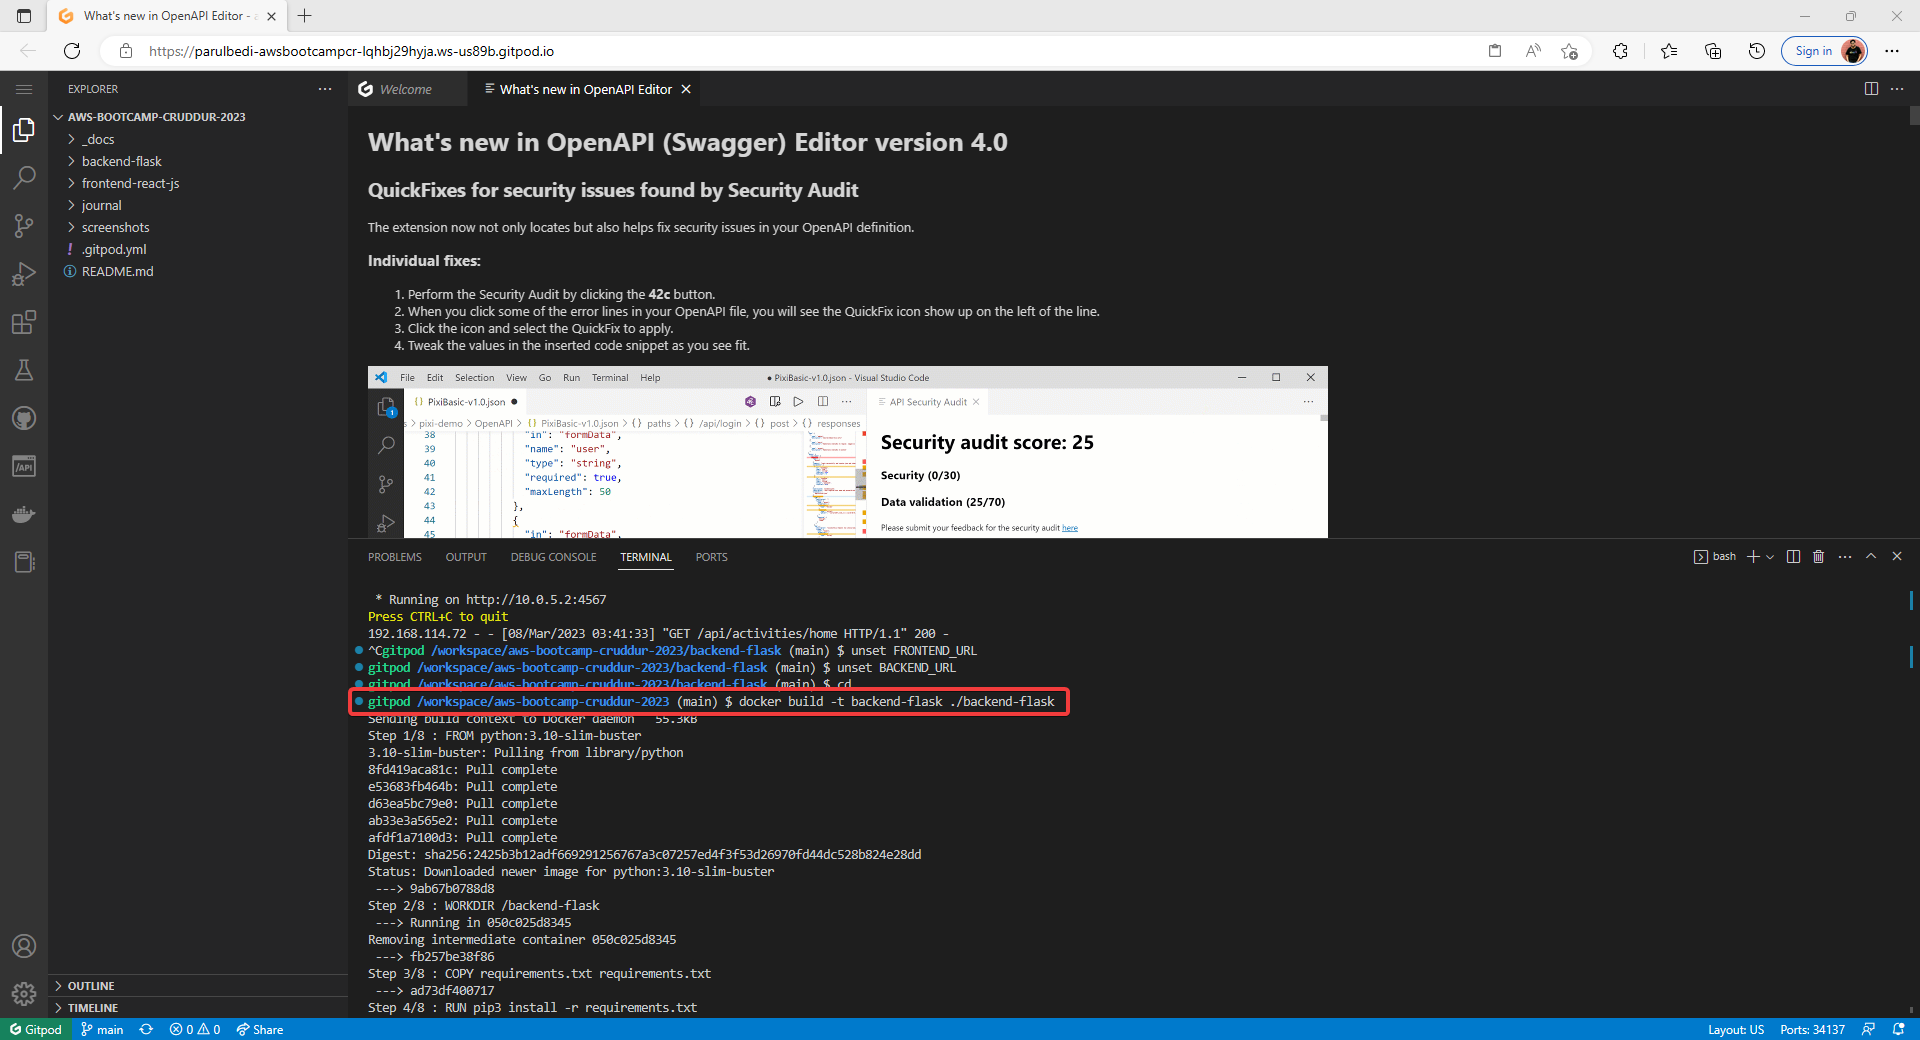 What's new in OpenAPI Editor -
https://parulbedi-awsbootcampcr-lqhbj29hyja.ws-us89b.gitpod.io
Sign in
EXPLORER
AWS-BOOTCAMP-CRUDDUR-2023
_docs
backend-flask
frontend-react-js
journal
screenshots
! .gitpod.yml
README.md
OUTLINE
TIMELINE
Welcome
What's new in OpenAPI Editor
What's new in OpenAPI (Swagger) Editor version 4.0
QuickFixes for security issues found by Security Audit
The extension now not only locates but also helps fix security issues in your OpenAPI definition.
Individual fixes:
1. Perform the Security Audit by clicking the 42c button.
2. When you click some of the error lines in your OpenAPI file, you will see the QuickFix icon show up on the left of the line.
3. Click the icon and select the QuickFix to apply.
4. Tweak the values in the inserted code snippet as you see fit.
File Edit Selection View Go Run Terminal Help
● PixiBasic-v1.0.json - Visual Studio Code
{} PixiBasic-v1.0.json ●
API Security Audit
s > pixi-demo > OpenAPI > {} PixiBasic-v1.0.json > {} paths > {} /api/login > {} post > {} responses
38 "in": "formData",
39 "name": "user",
40 "type": "string",
41 "required": true,
42 "maxLength": 50
43 },
44 {
45 "in": "formData",
1
Security audit score: 25
Security (0/30)
Data validation (25/70)
Please submit your feedback for the security audit here
/API
PROBLEMS OUTPUT DEBUG CONSOLE TERMINAL PORTS
bash
* Running on http://10.0.5.2:4567
Press CTRL+C to quit
192.168.114.72 - - [08/Mar/2023 03:41:33] "GET /api/activities/home HTTP/1.1" 200 -
^Cgitpod /workspace/aws-bootcamp-cruddur-2023/backend-flask (main) $ unset FRONTEND_URL
gitpod /workspace/aws-bootcamp-cruddur-2023/backend-flask (main) $ unset BACKEND_URL
gitpod /workspace/aws-bootcamp-cruddur-2023/backend-flask (main) $ cd
gitpod /workspace/aws-bootcamp-cruddur-2023 (main) $ docker build -t backend-flask ./backend-flask
Sending build context to Docker daemon 55.3kB
Step 1/8 : FROM python:3.10-slim-buster
3.10-slim-buster: Pulling from library/python
8fd419aca81c: Pull complete
e53683fb464b: Pull complete
d63ea5bc79e0: Pull complete
ab33e3a565e2: Pull complete
afdf1a7100d3: Pull complete
Digest: sha256:2425b3b12adf669291256767a3c07257ed4f3f53d26970fd44dc528b824e28dd
Status: Downloaded newer image for python:3.10-slim-buster
---> 9ab67b0788d8
Step 2/8 : WORKDIR /backend-flask
---> Running in 050c025d8345
Removing intermediate container 050c025d8345
---> fb257be38f86
Step 3/8 : COPY requirements.txt requirements.txt
---> ad73df400717
Step 4/8 : RUN pip3 install -r requirements.txt
Gitpod main 0 0 Share
Layout: US Ports: 34137